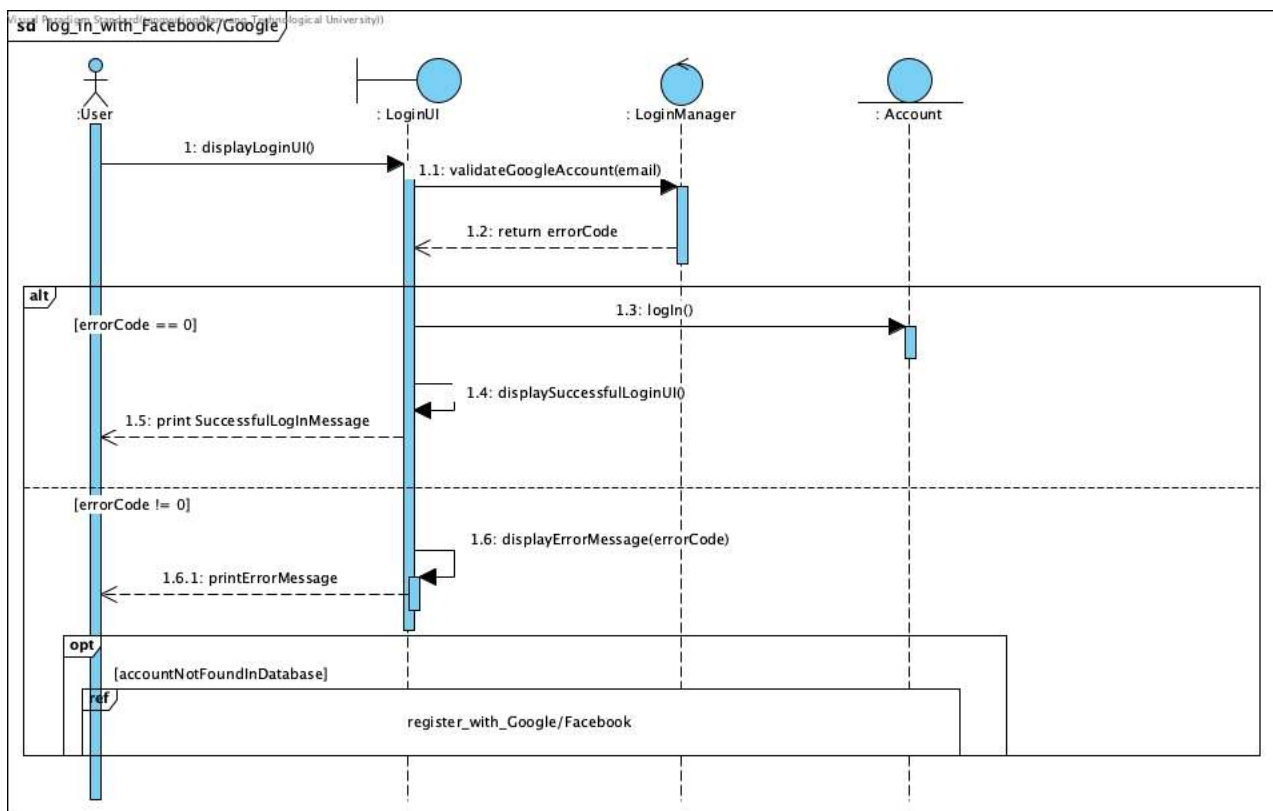 sd log_in_with_Facebook/Google
:User
: LoginUI
: LoginManager
: Account
1: displayLoginUI()
1.1: validateGoogleAccount(email)
1.2: return errorCode
alt
[errorCode == 0]
1.3: logIn()
1.4: displaySuccessfulLoginUI()
1.5: print SuccessfulLogInMessage
[errorCode != 0]
1.6: displayErrorMessage(errorCode)
1.6.1: printErrorMessage
opt
[accountNotFoundInDatabase]
ref
register_with_Google/Facebook